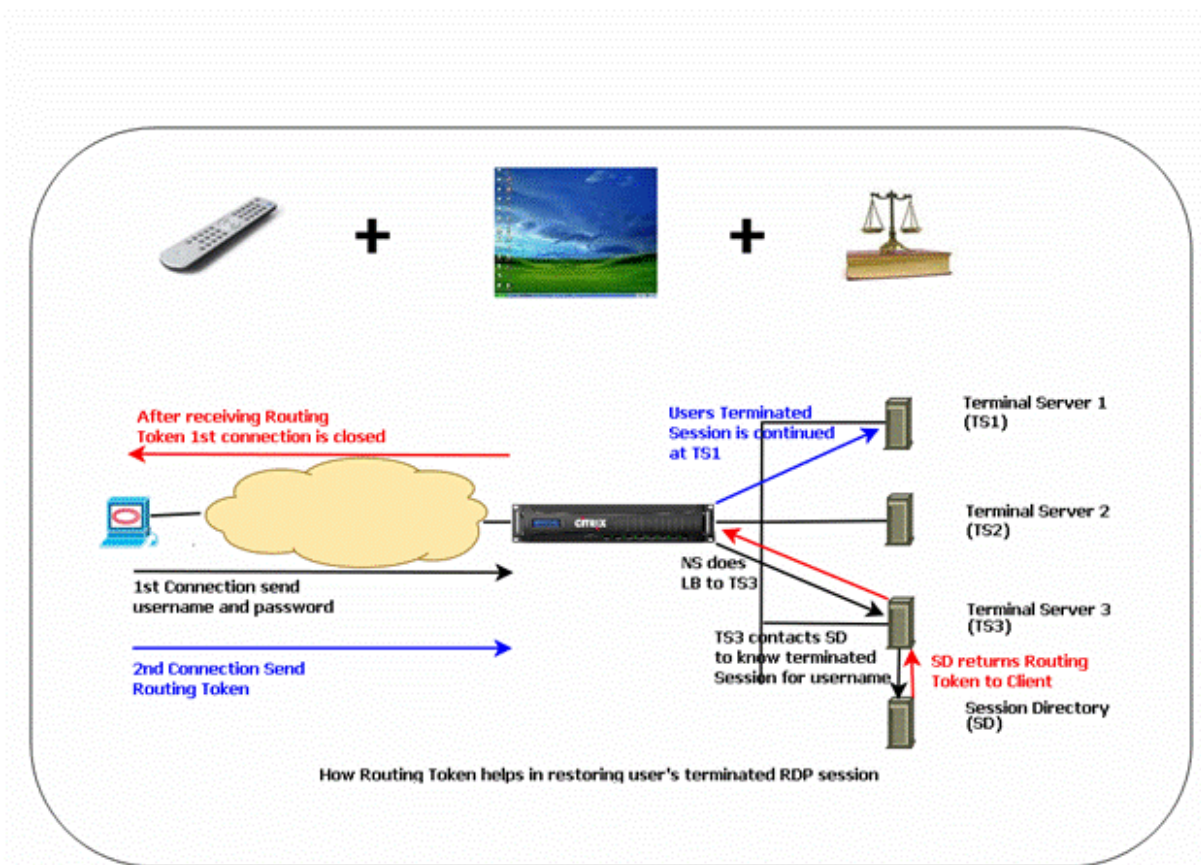 After receiving Routing
Token 1st connection is closed
Users Terminated
Session is continued
at TS1
Terminal Server 1
(TS1)
CITRIX
Terminal Server 2
(TS2)
1st Connection send
username and password
NS does
LB to TS3
Terminal Server 3
(TS3)
2nd Connection Send
Routing Token
TS3 contacts SD
to know terminated
Session for username
SD returns Routing
Token to Client
Session Directory
(SD)
How Routing Token helps in restoring user's terminated RDP session